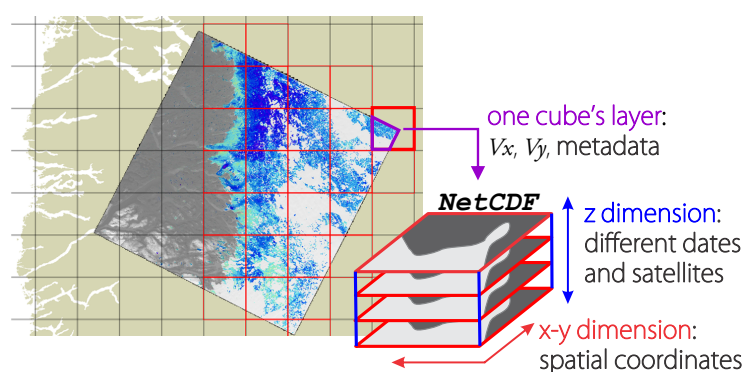 one cube's layer:
Vx, Vy, metadata
NetCDF
z dimension:
different dates
and satellites
x-y dimension:
spatial coordinates